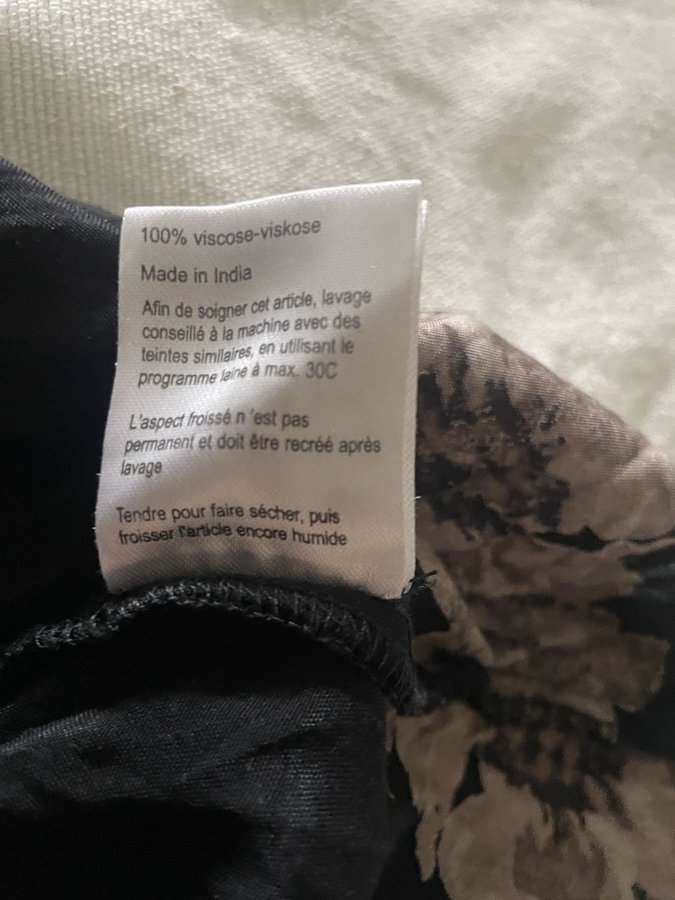 100% viscose-viskose
Made in India
Afin de soigner cet article, lavage
conseillé à la machine avec des
teintes similaires, en utilisant le
programme lainé à max. 30C
L'aspect froissé n 'est pas
permanent et doit être recréé après
lavage
Tendre pour faire sécher, puis
froisser l'article encore humide